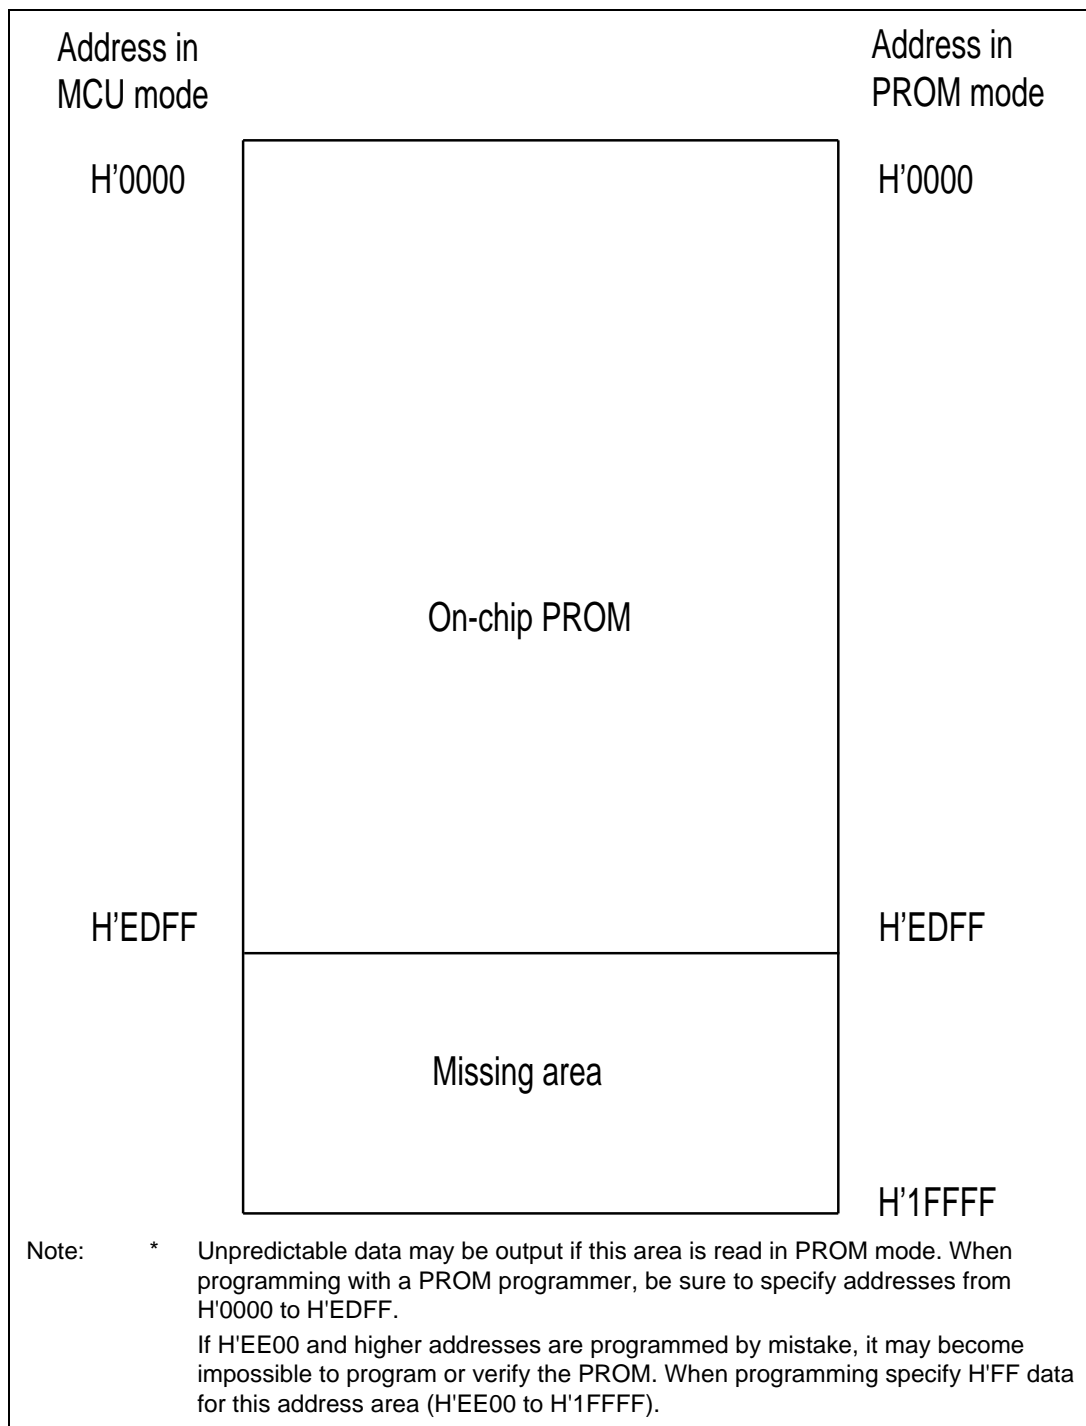 Address in
MCU mode
Address in
PROM mode
H’0000
H’0000
On-chip PROM
H’EDFF
H’EDFF
Missing area
H’1FFFF
Note: * Unpredictable data may be output if this area is read in PROM mode. When
programming with a PROM programmer, be sure to specify addresses from
H'0000 to H'EDFF.
If H'EE00 and higher addresses are programmed by mistake, it may become
impossible to program or verify the PROM. When programming specify H'FF data
for this address area (H'EE00 to H'1FFFF).